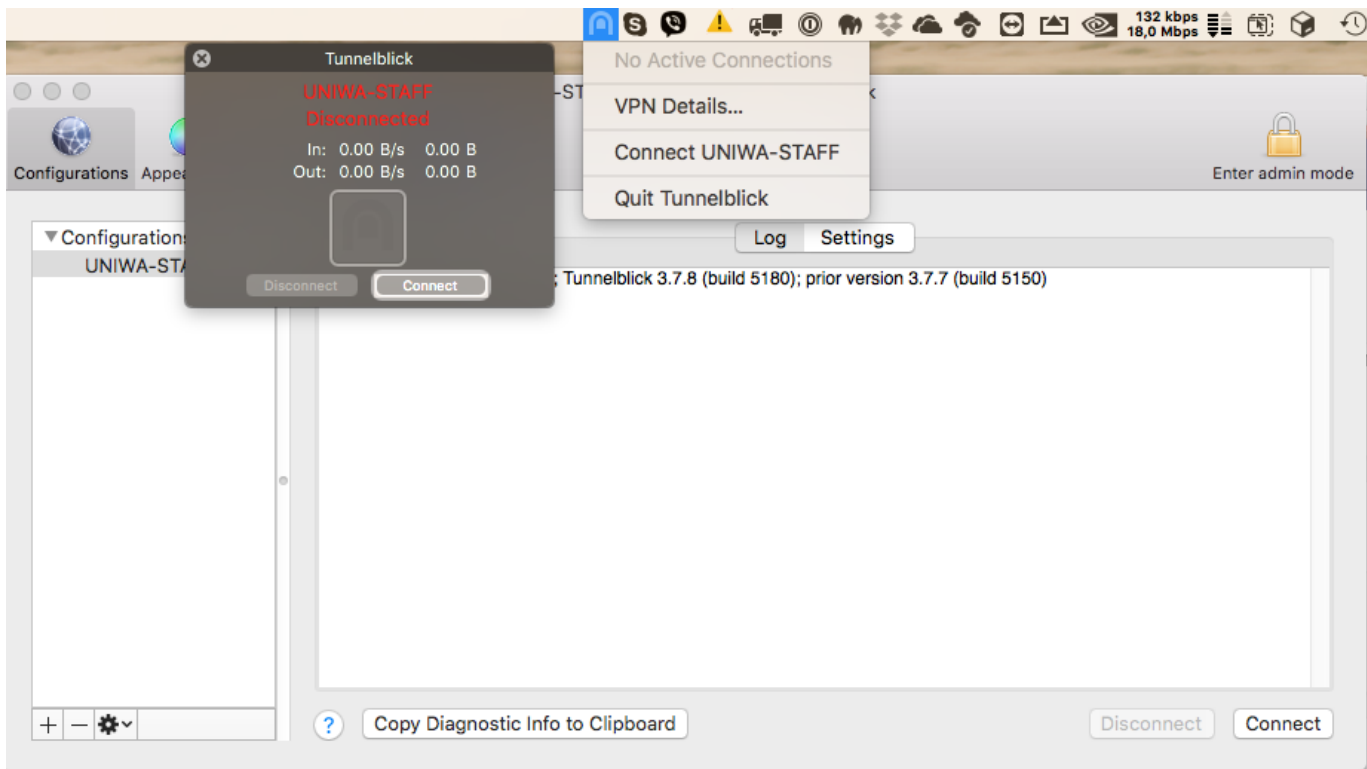 132 kbps
18,0 Mbps
Tunnelblick
UNIWA-STAFF
Disconnected
In: 0.00 B/s 0.00 B
Out: 0.00 B/s 0.00 B
Disconnect Connect
No Active Connections
VPN Details...
Connect UNIWA-STAFF
Quit Tunnelblick
-ST
k
Configurations Appea
Enter admin mode
Configuration
UNIWA-STA
Log Settings
; Tunnelblick 3.7.8 (build 5180); prior version 3.7.7 (build 5150)
+ − ? Copy Diagnostic Info to Clipboard Disconnect Connect